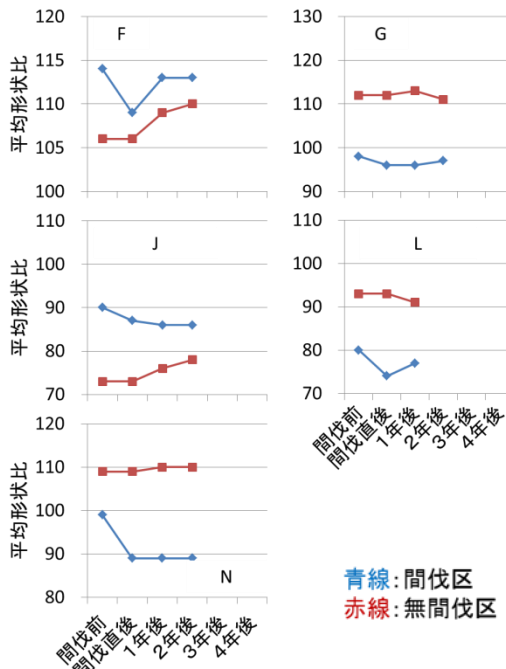 平均形状比
120
115
110
105
100
F
130
120
110
100
90
G
平均形状比
110
100
90
80
70
J
110
100
90
80
70
L
間伐前
間伐直後
1年後
2年後
3年後
4年後
平均形状比
120
110
100
90
80
N
間伐前
間伐直後
1年後
2年後
3年後
4年後
青線:間伐区
赤線:無間伐区